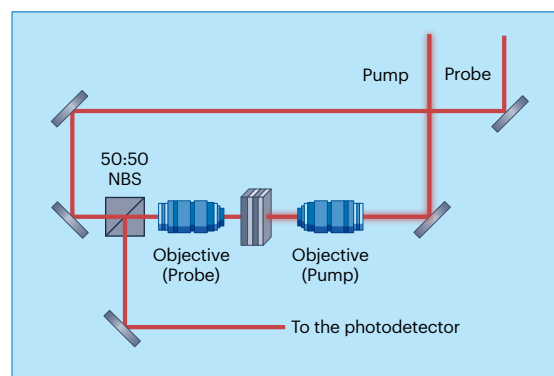 Pump
Probe
50:50
NBS
Objective
(Probe)
Objective
(Pump)
To the photodetector